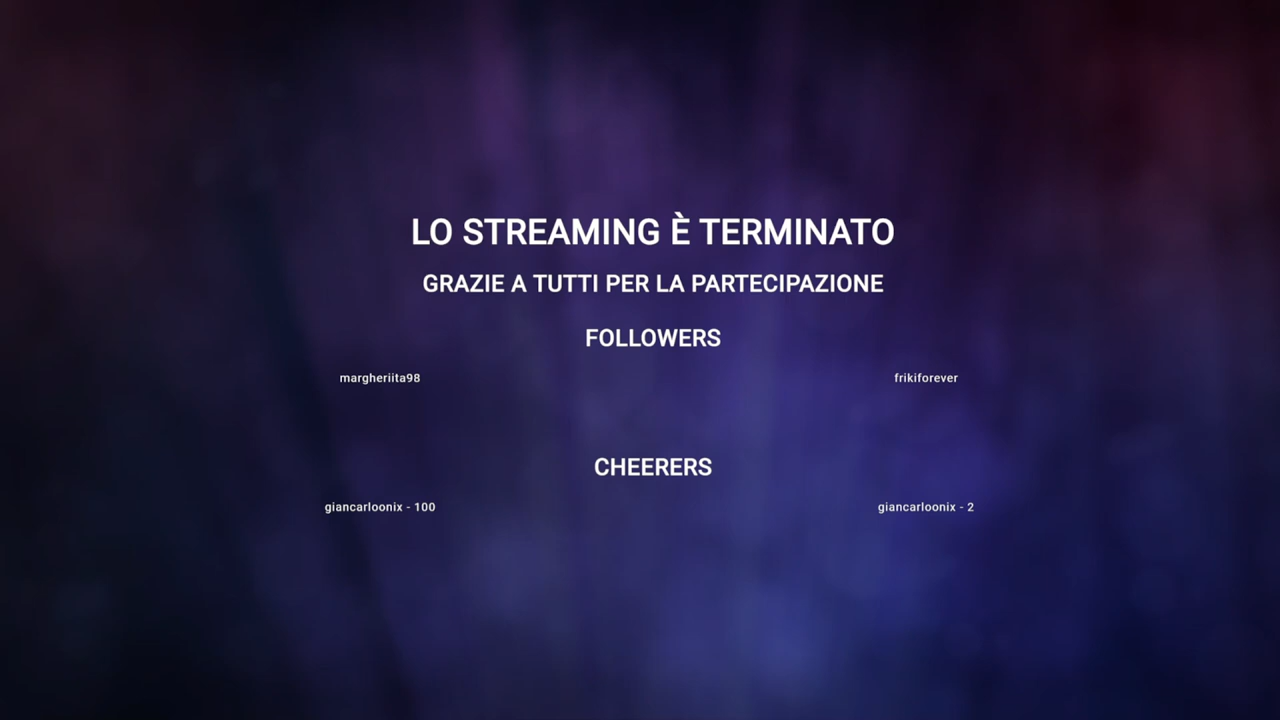 LO STREAMING È TERMINATO
GRAZIE A TUTTI PER LA PARTECIPAZIONE
FOLLOWERS
margheriita98 frikiforever
CHEERERS
giancarloonix - 100 giancarloonix - 2